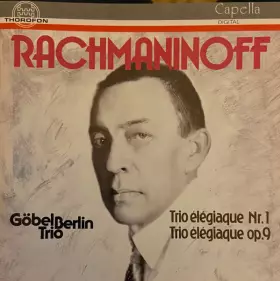 THOROFON
Capella
DIGITAL
RACHMANINOFF
Göbel
Trio Berlin
Trio élégiaque Nr.1
Trio élégiaque op.9